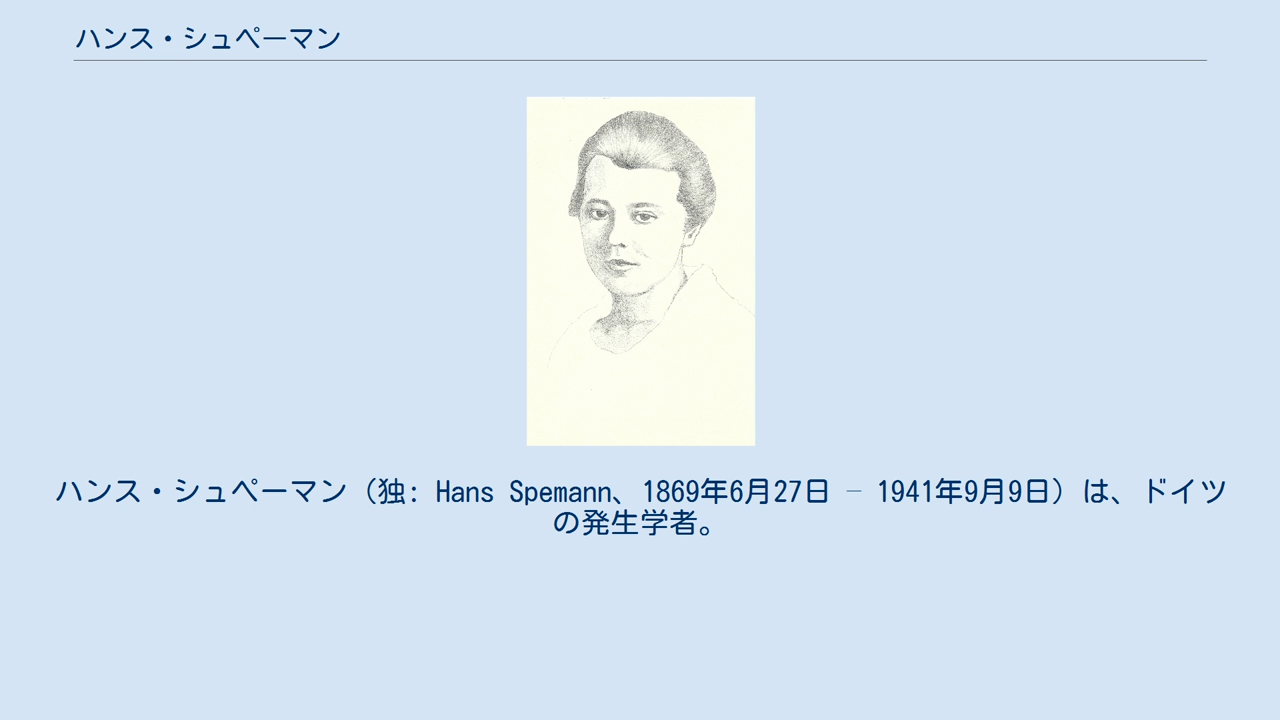 ハンス・シュペーマン
ハンス・シュペーマン（独: Hans Spemann、1869年6月27日 – 1941年9月9日）は、ドイツ
の発生学者。